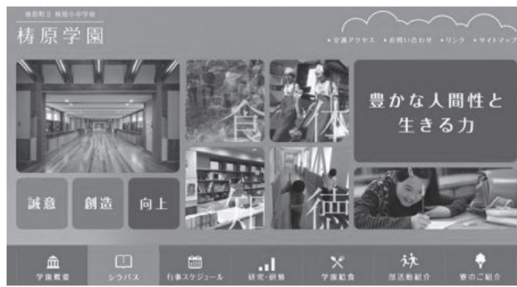 梼原町立 梼原小中学校
梼原学園
交通アクセス
お問い合わせ
リンク
サイトマップ
食
体
豊かな人間性と
生きる力
知
徳
誠意
創造
向上
学園概要
シラバス
行事スケジュール
研究・研修
学園給食
部活動紹介
寮のご紹介